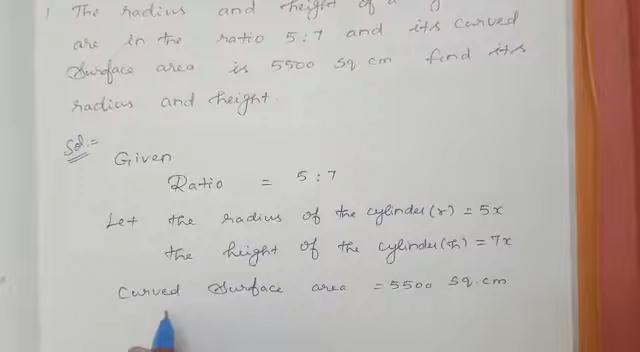 1 The radius and height of a
are in the ratio 5:7 and its curved
Surface area is 5500 sq cm find its
radius and height.
Sol:-
Given
Ratio = 5:7
Let the radius of the cylinder(r) = 5x
the height of the cylinder(h) = 7x
Curved Surface area = 5500 sq.cm